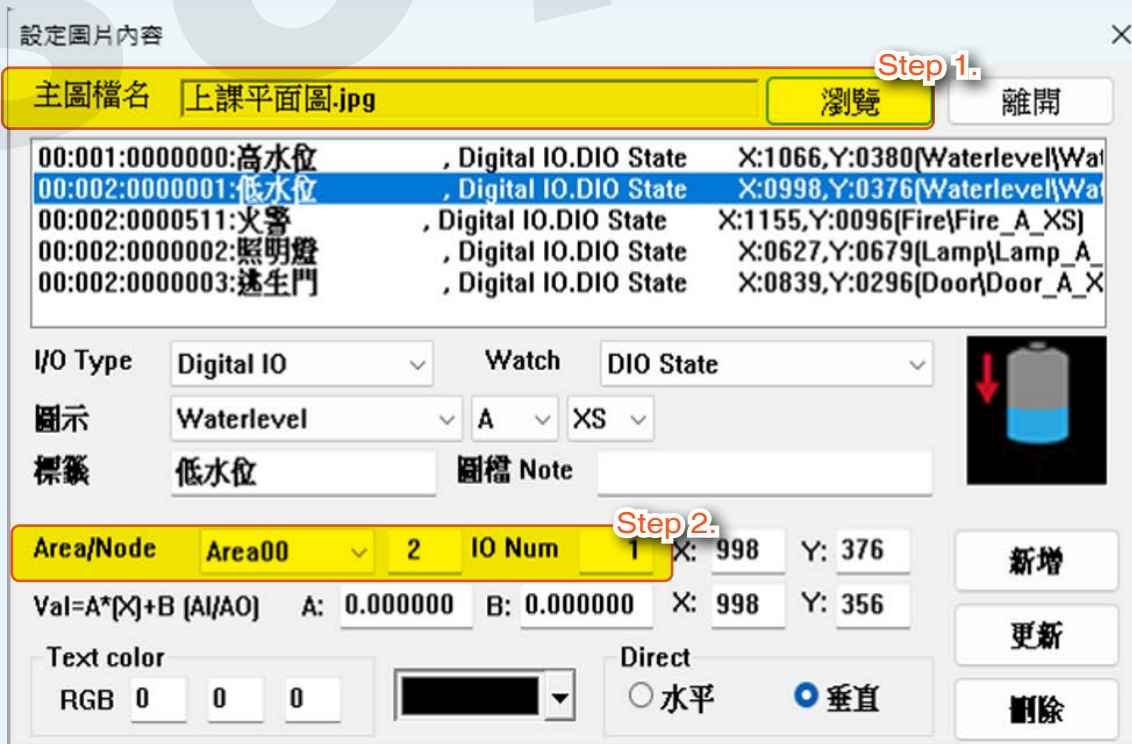 設定圖片內容
Step 1.
主圖檔名 上課平面圖.jpg 瀏覽 離開
00:001:0000000:高水位 , Digital IO.DIO State X:1066,Y:0380(Waterlevel\Wat
00:002:0000001:低水位 , Digital IO.DIO State X:0998,Y:0376(Waterlevel\Wat
00:002:0000511:火警 , Digital IO.DIO State X:1155,Y:0096(Fire\Fire_A_XS)
00:002:0000002:照明燈 , Digital IO.DIO State X:0627,Y:0679(Lamp\Lamp_A_
00:002:0000003:逃生門 , Digital IO.DIO State X:0839,Y:0296(Door\Door_A_X
I/O Type Digital IO Watch DIO State
圖示 Waterlevel A XS
標籤 低水位 圖檔 Note
Step 2.
Area/Node Area00 2 IO Num 1 X: 998 Y: 376 新增
Val=A*[X]+B (AI/AO) A: 0.000000 B: 0.000000 X: 998 Y: 356
更新
Text color Direct
RGB 0 0 0 水平 垂直 刪除